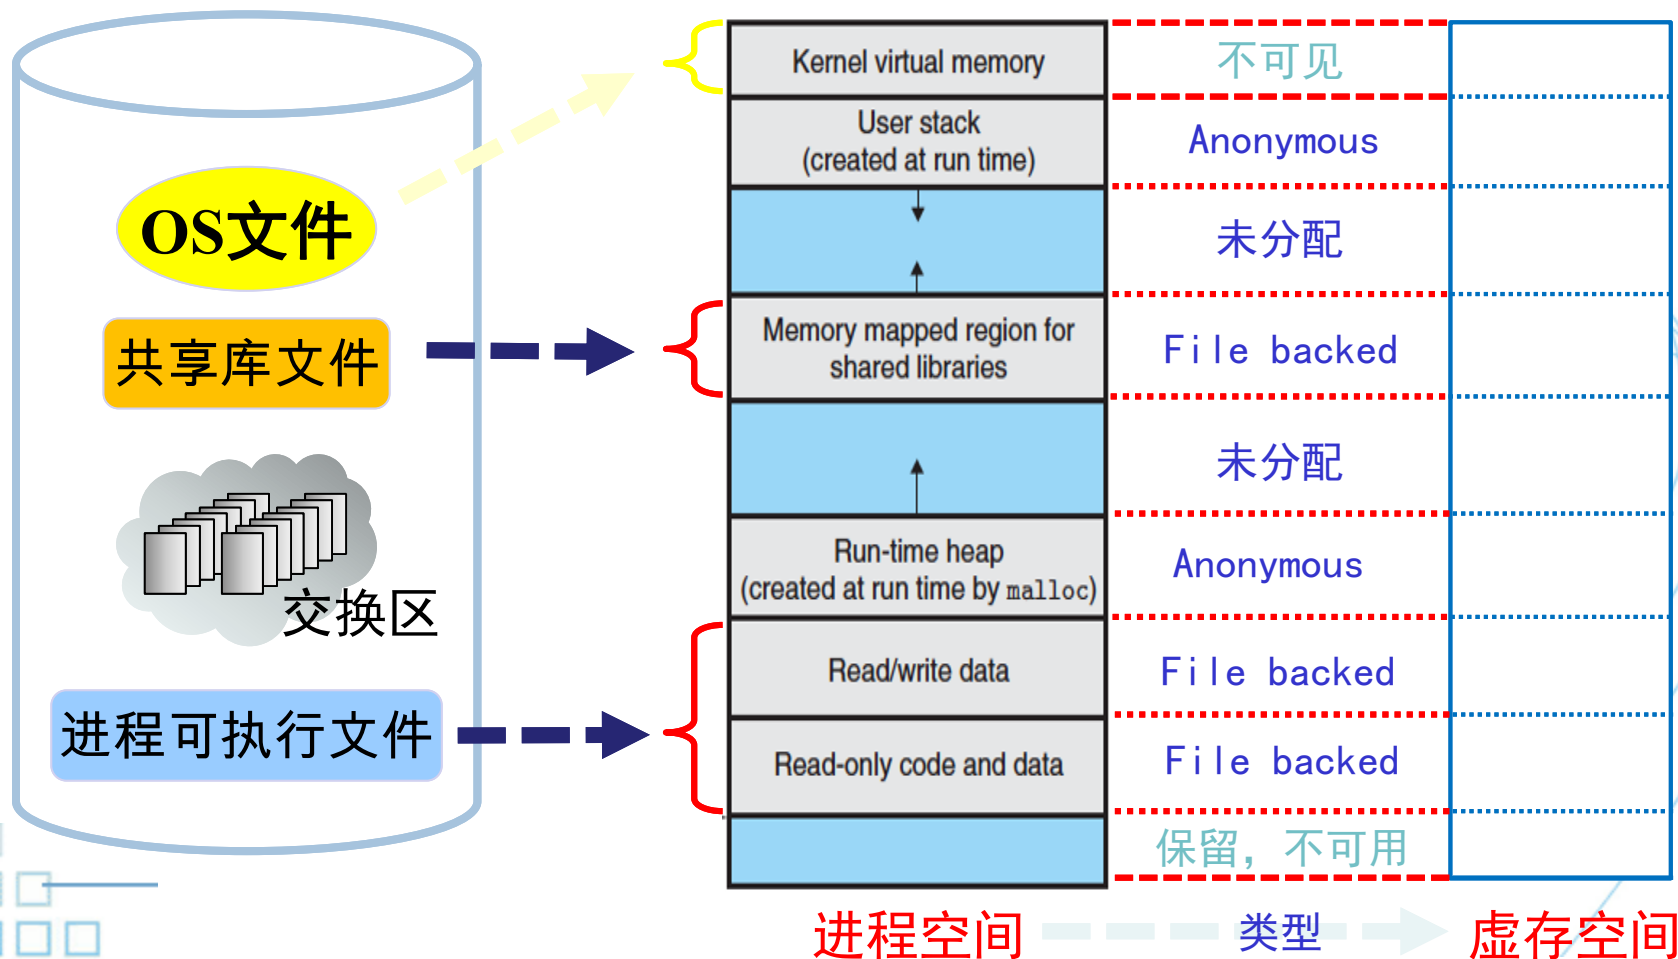 OS文件
共享库文件
交换区
进程可执行文件
Kernel virtual memory
User stack
(created at run time)
Memory mapped region for
shared libraries
Run-time heap
(created at run time by malloc)
Read/write data
Read-only code and data
不可见
Anonymous
未分配
File backed
未分配
Anonymous
File backed
File backed
保留，不可用
进程空间
类型
虚存空间